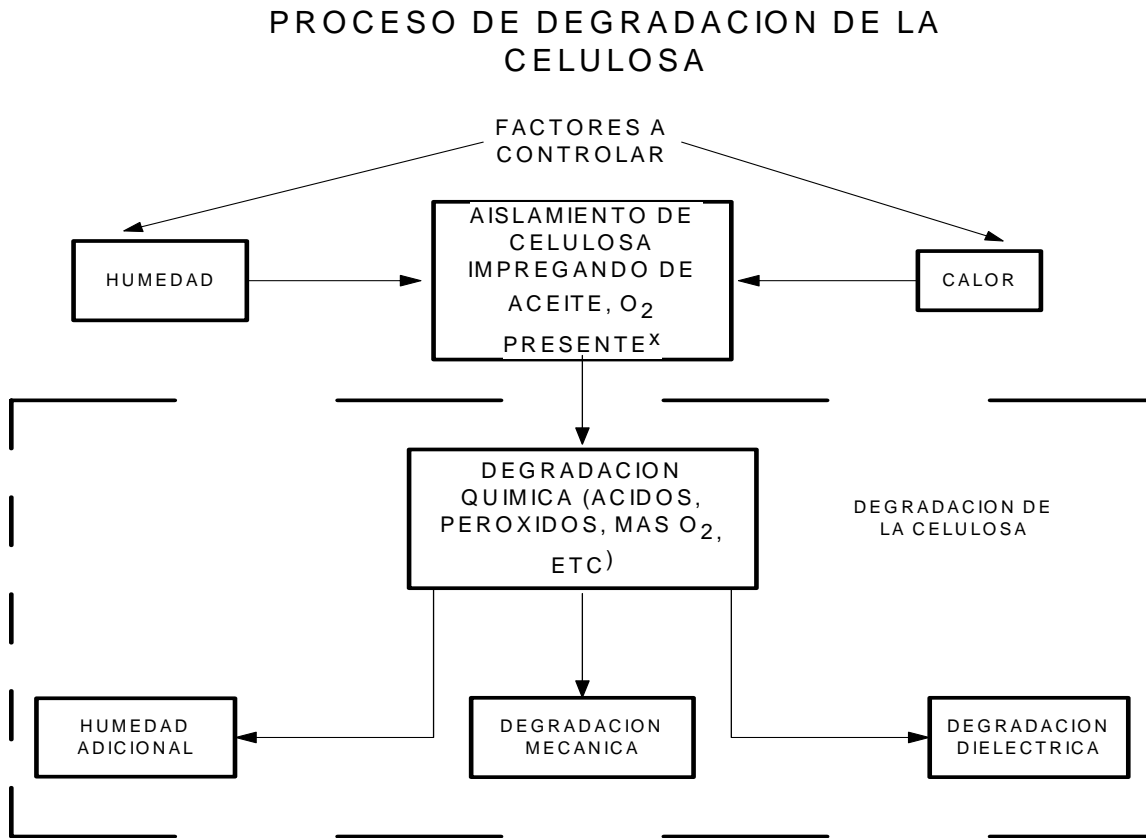 PROCESO DE DEGRADACION DE LA
CELULOSA
FACTORES A
CONTROLAR
HUMEDAD
AISLAMIENTO DE
CELULOSA
IMPREGANDO DE
ACEITE, O₂
PRESENTEˣ
CALOR
DEGRADACION
QUIMICA (ACIDOS,
PEROXIDOS, MAS O₂,
ETC)
DEGRADACION DE
LA CELULOSA
HUMEDAD
ADICIONAL
DEGRADACION
MECANICA
DEGRADACION
DIELECTRICA